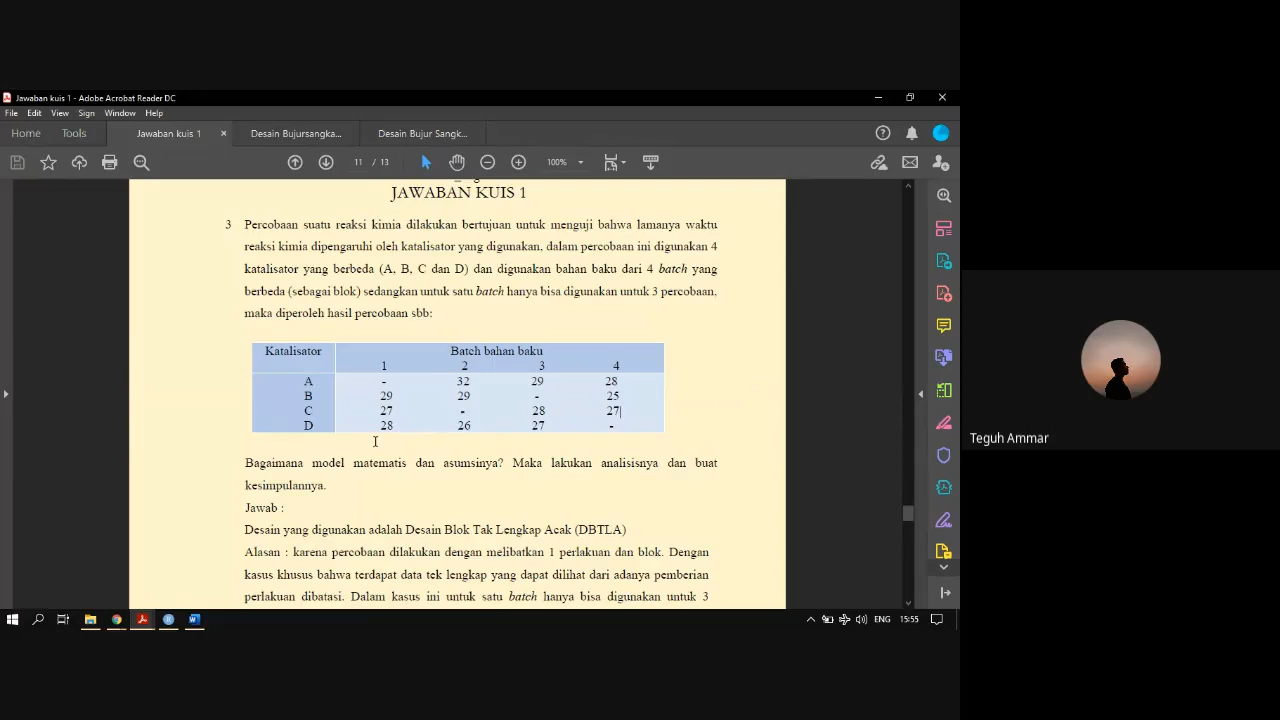 Jawaban kuis 1 - Adobe Acrobat Reader DC
File Edit View Sign Window Help
Home Tools Jawaban kuis 1 × Desain Bujursangka... Desain Bujur Sangk...
11 / 13 100%
JAWABAN KUIS 1
3 Percobaan suatu reaksi kimia dilakukan bertujuan untuk menguji bahwa lamanya waktu
reaksi kimia dipengaruhi oleh katalisator yang digunakan, dalam percobaan ini digunakan 4
katalisator yang berbeda (A, B, C dan D) dan digunakan bahan baku dari 4 batch yang
berbeda (sebagai blok) sedangkan untuk satu batch hanya bisa digunakan untuk 3 percobaan,
maka diperoleh hasil percobaan sbb:
Katalisator Batch bahan baku
1 2 3 4
A - 32 29 28
B 29 29 - 25
C 27 - 28 27
D 28 26 27 -
Bagaimana model matematis dan asumsinya? Maka lakukan analisisnya dan buat
kesimpulannya.
Jawab :
Desain yang digunakan adalah Desain Blok Tak Lengkap Acak (DBTLA)
Alasan : karena percobaan dilakukan dengan melibatkan 1 perlakuan dan blok. Dengan
kasus khusus bahwa terdapat data tek lengkap yang dapat dilihat dari adanya pemberian
perlakuan dibatasi. Dalam kasus ini untuk satu batch hanya bisa digunakan untuk 3
ENG 15:55
Teguh Ammar